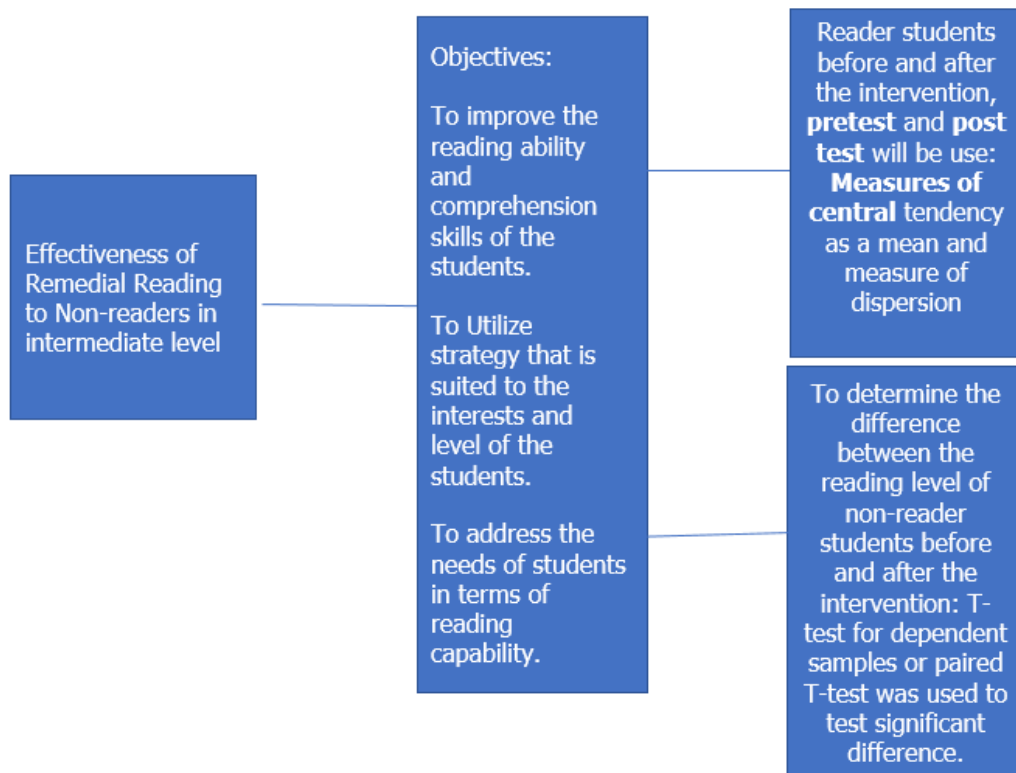 Effectiveness of
Remedial Reading
to Non-readers in
intermediate level
Objectives:
To improve the
reading ability
and
comprehension
skills of the
students.
To Utilize
strategy that is
suited to the
interests and
level of the
students.
To address the
needs of students
in terms of
reading
capability.
Reader students
before and after
the intervention,
pretest and post
test will be use:
Measures of
central tendency
as a mean and
measure of
dispersion
To determine the
difference
between the
reading level of
non-reader
students before
and after the
intervention: T-
test for dependent
samples or paired
T-test was used to
test significant
difference.